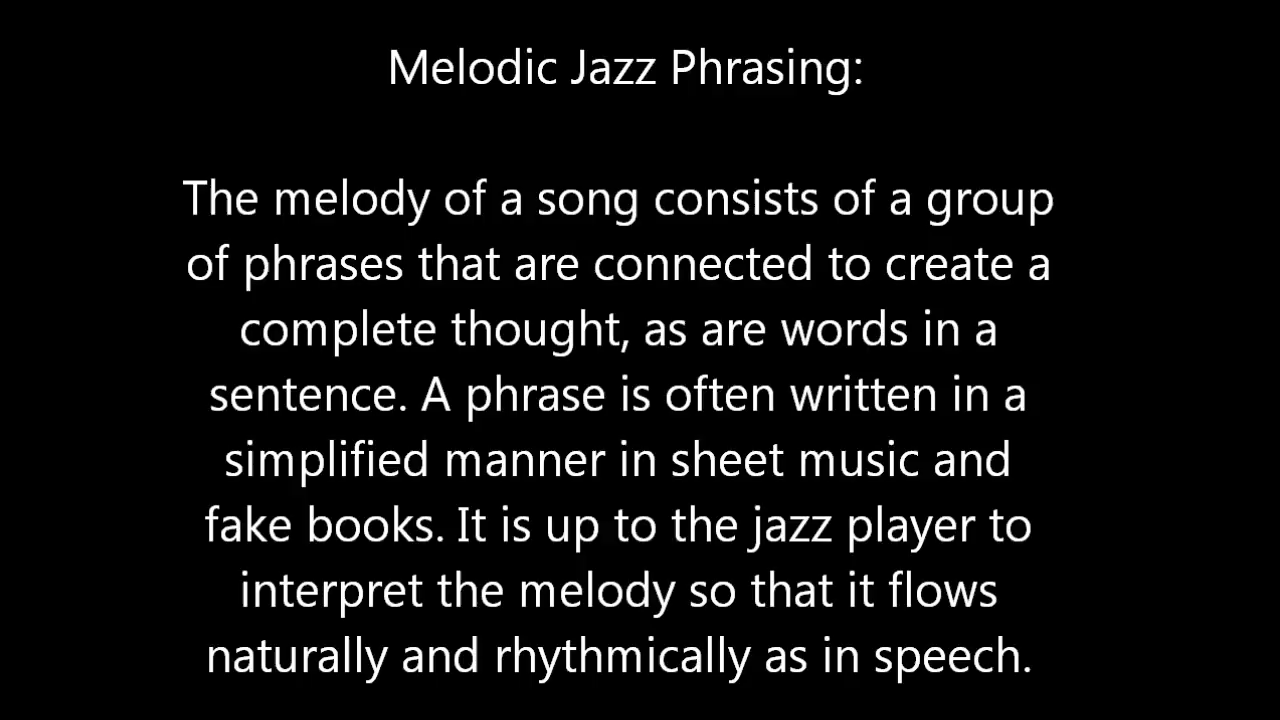 Melodic Jazz Phrasing:
The melody of a song consists of a group
of phrases that are connected to create a
complete thought, as are words in a
sentence. A phrase is often written in a
simplified manner in sheet music and
fake books. It is up to the jazz player to
interpret the melody so that it flows
naturally and rhythmically as in speech.